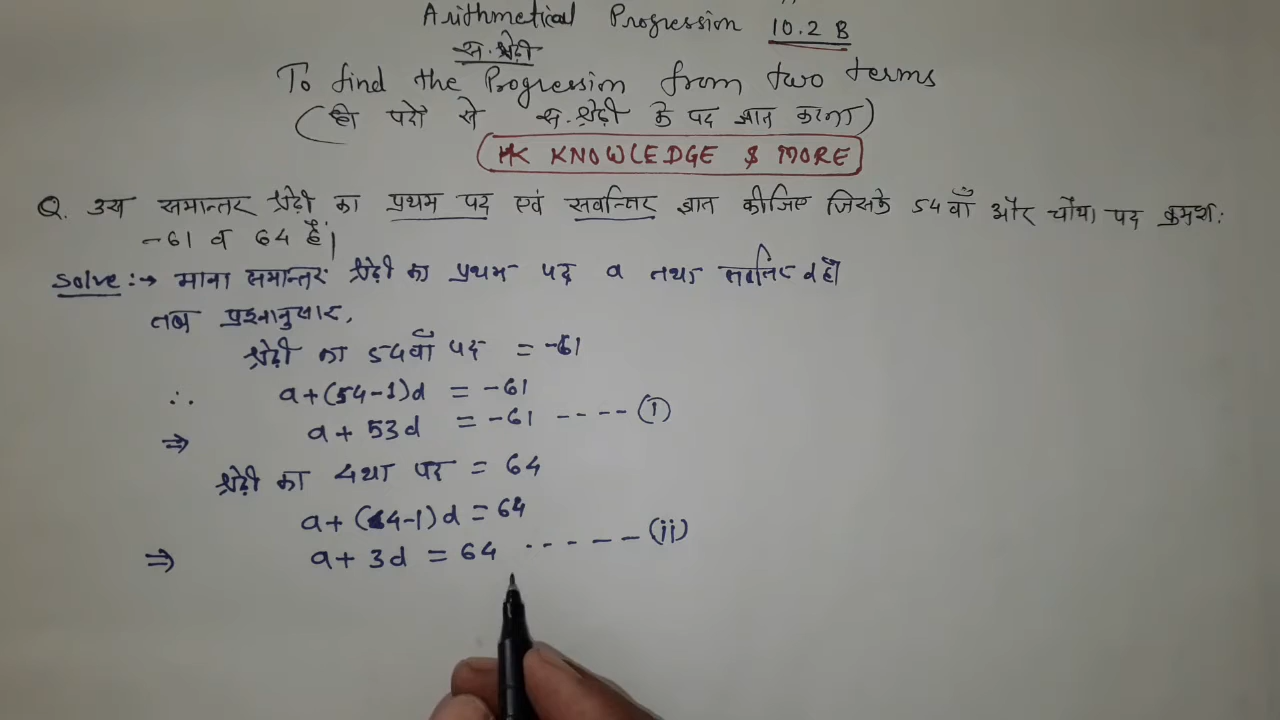 Arithmetical Progression 10.2 B
स. श्रेढ़ी
To find the Progression from two terms
(दो पदों से स. श्रेढ़ी के पद ज्ञात करना)
HK KNOWLEDGE $ MORE
Q. उस समान्तर श्रेढ़ी का प्रथम पद एवं सर्वान्तर ज्ञात कीजिए जिसके 54वाँ और चौथा पद क्रमश:
-61 व 64 है।
Solve :→ माना समान्तर श्रेढ़ी का प्रथम पद a तथा सर्वान्तर d है
तब प्रश्नानुसार,
श्रेढ़ी का 54वाँ पद = -61
∴ a+(54-1)d = -61
⇒ a + 53d = -61 ---- (1)
श्रेढ़ी का 4था पद = 64
a+(4-1)d = 64
⇒ a + 3d = 64 ------ (ii)